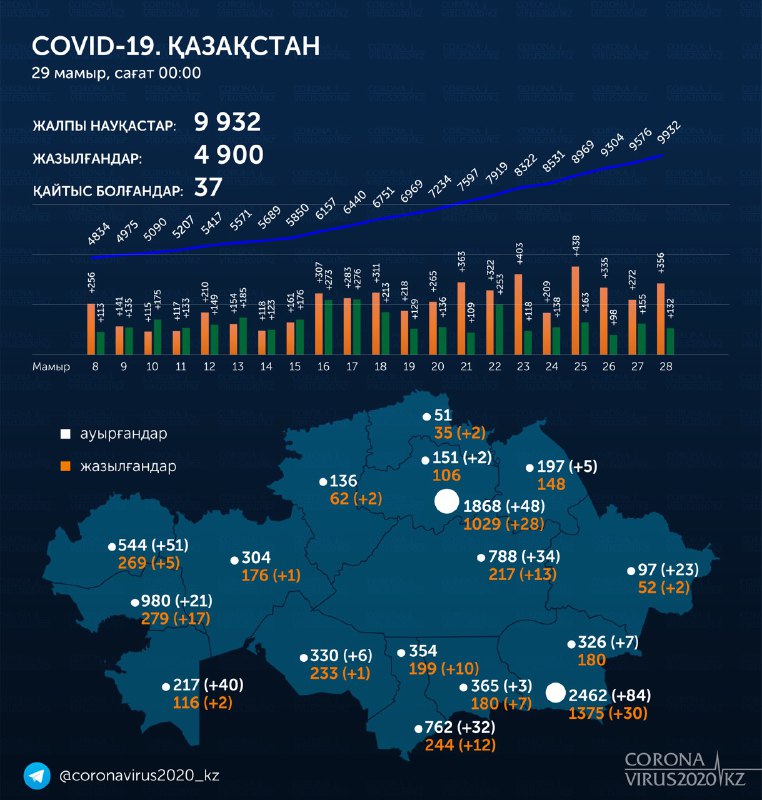 COVID-19. ҚАЗАҚСТАН
29 мамыр, сағат 00:00
ЖАЛПЫ НАУҚАСТАР: 9 932
ЖАЗЫЛҒАНДАР: 4 900
ҚАЙТЫС БОЛҒАНДАР: 37
4834 4975 5090 5207 5417 5571 5689 5850 6157 6440 6751 6969 7234 7597 7919 8322 8531 8969 9304 9576 9932
+256 +113 +141 +135 +115 +175 +117 +133 +210 +149 +154 +185 +118 +123 +161 +176 +307 +273 +283 +276 +311 +213 +218 +129 +265 +136 +363 +109 +322 +253 +403 +118 +209 +138 +438 +163 +335 +98 +272 +155 +356 +132
Мамыр 8 9 10 11 12 13 14 15 16 17 18 19 20 21 22 23 24 25 26 27 28
ауырғандар
жазылғандар
51
35 (+2)
151 (+2)
106
197 (+5)
148
136
62 (+2)
1868 (+48)
1029 (+28)
544 (+51)
269 (+5)
304
176 (+1)
788 (+34)
217 (+13)
97 (+23)
52 (+2)
980 (+21)
279 (+17)
326 (+7)
180
330 (+6)
233 (+1)
354
199 (+10)
217 (+40)
116 (+2)
365 (+3)
180 (+7)
2462 (+84)
1375 (+30)
762 (+32)
244 (+12)
@coronavirus2020_kz
CORONA
VIRUS2020 KZ